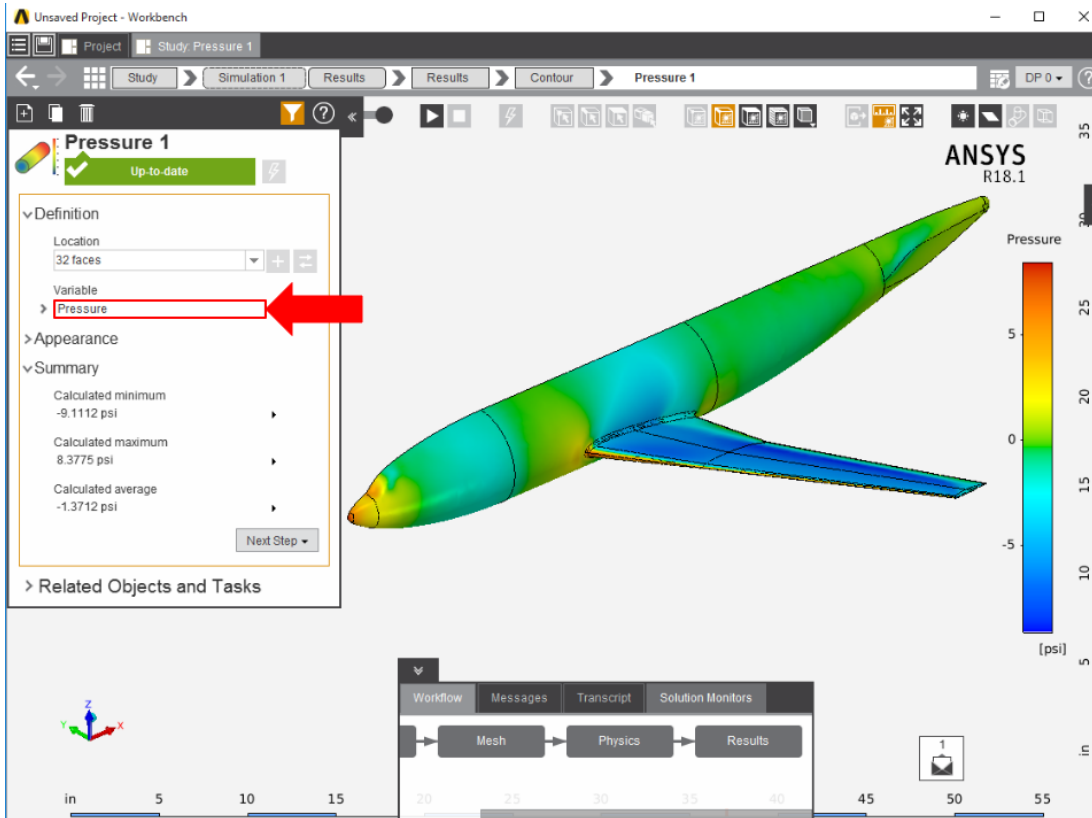 Unsaved Project - Workbench
Project
Study: Pressure 1
Study
Simulation 1
Results
Results
Contour
Pressure 1
DP 0
Pressure 1
Up-to-date
Definition
Location
32 faces
Variable
Pressure
Appearance
Summary
Calculated minimum
-9.1112 psi
Calculated maximum
8.3775 psi
Calculated average
-1.3712 psi
Next Step
Related Objects and Tasks
ANSYS
R18.1
Pressure
5
0
-5
[psi]
35
30
25
20
15
10
5
in
Z
Y
X
Workflow
Messages
Transcript
Solution Monitors
Mesh
Physics
Results
1
in
5
10
15
20
25
30
35
40
45
50
55